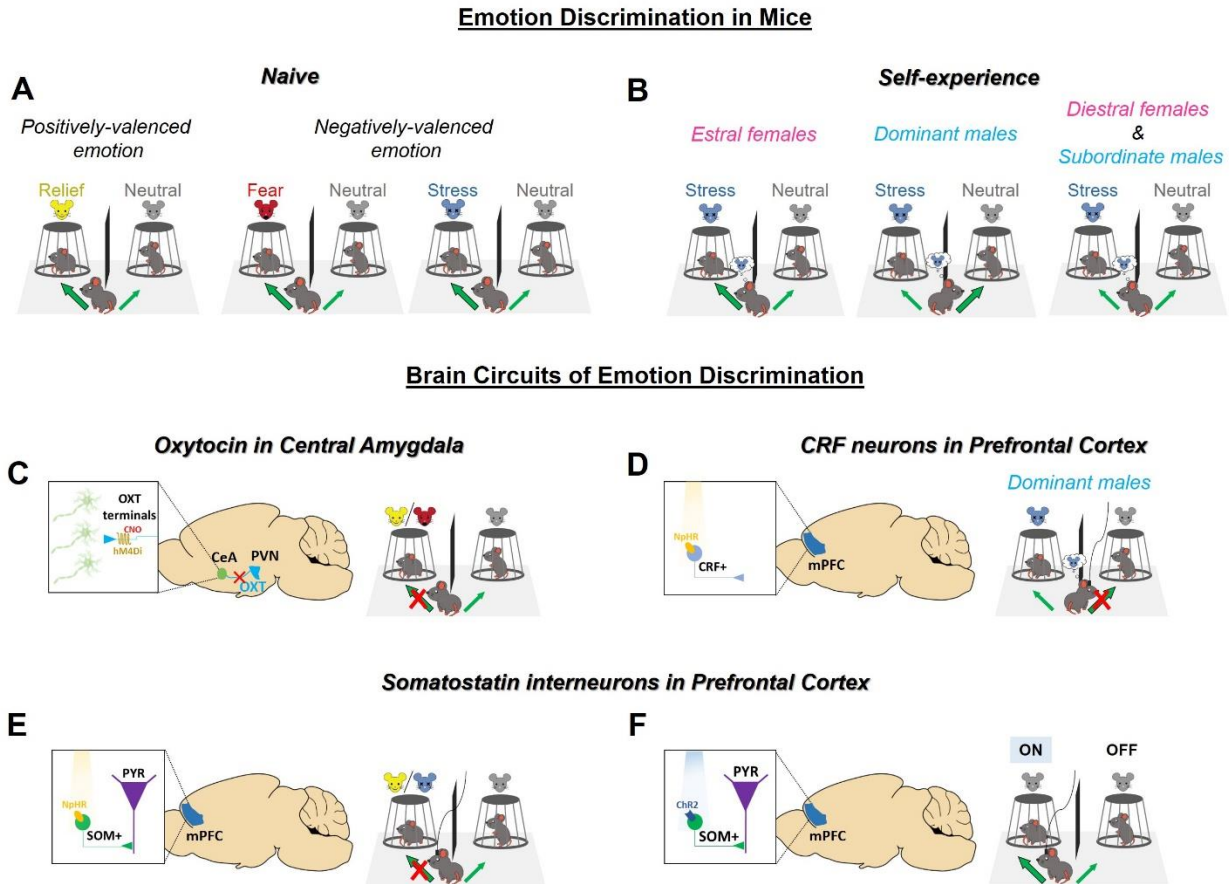 Emotion Discrimination in Mice
A
Naive
Positively-valenced
emotion
Negatively-valenced
emotion
Relief
Neutral
Fear
Neutral
Stress
Neutral
B
Self-experience
Estral females
Dominant males
Diestral females
&
Subordinate males
Stress
Neutral
Stress
Neutral
Stress
Neutral
Brain Circuits of Emotion Discrimination
C
Oxytocin in Central Amygdala
OXT
terminals
CNO
hM4Di
CeA
PVN
OXT
D
CRF neurons in Prefrontal Cortex
Dominant males
NpHR
CRF+
mPFC
Somatostatin interneurons in Prefrontal Cortex
E
PYR
NpHR
SOM+
mPFC
F
PYR
ChR2
SOM+
mPFC
ON
OFF